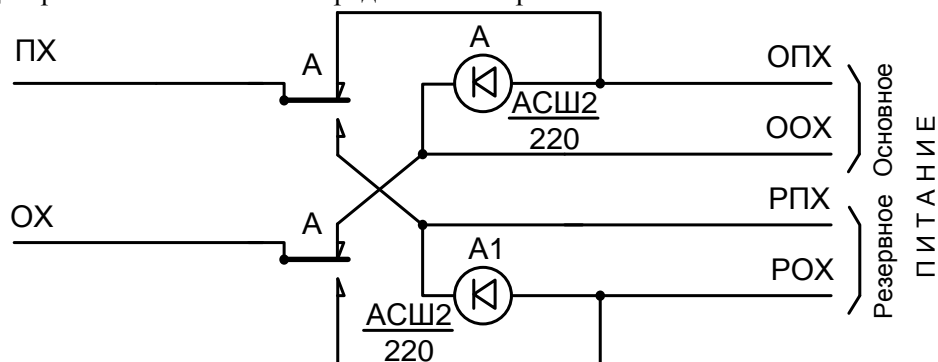 ПХ
А
А
ОПХ
АСШ2
220
ООХ
Основное
ОХ
А
РПХ
А1
РОХ
АСШ2
220
Резервное
ПИТАНИЕ